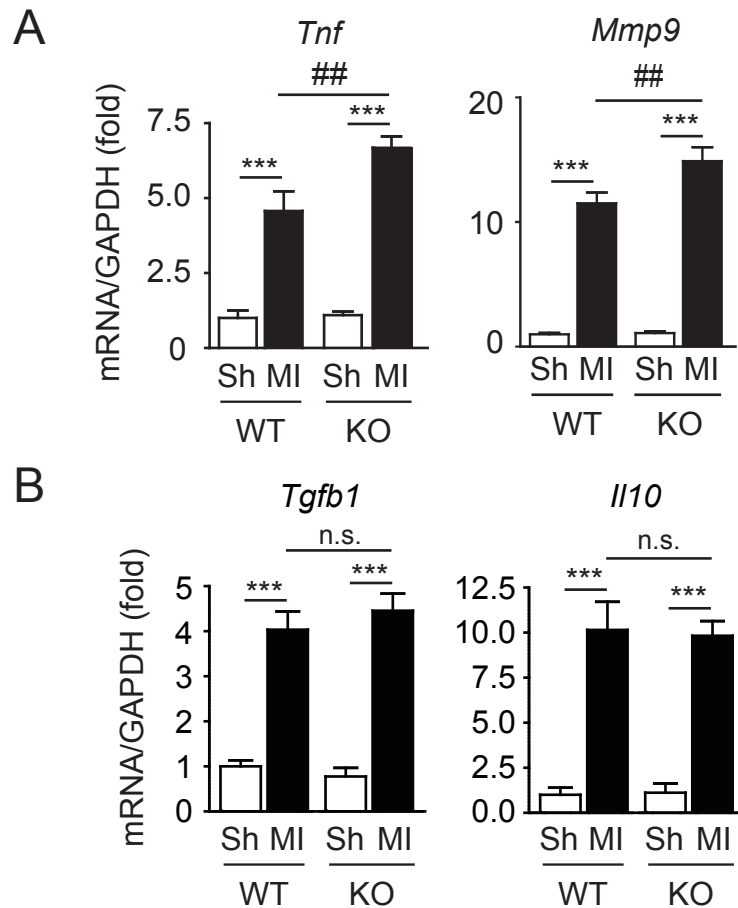 A
Tnf
Mmp9
##
##
***
***
***
***
mRNA/GAPDH (fold)
7.5
5.0
2.5
0
20
10
0
Sh MI Sh MI
WT KO
Sh MI Sh MI
WT KO
B
Tgfb1
Il10
n.s.
n.s.
***
***
***
***
mRNA/GAPDH (fold)
5
4
3
2
1
0
12.5
10.0
7.5
5.0
2.5
0.0
Sh MI Sh MI
WT KO
Sh MI Sh MI
WT KO